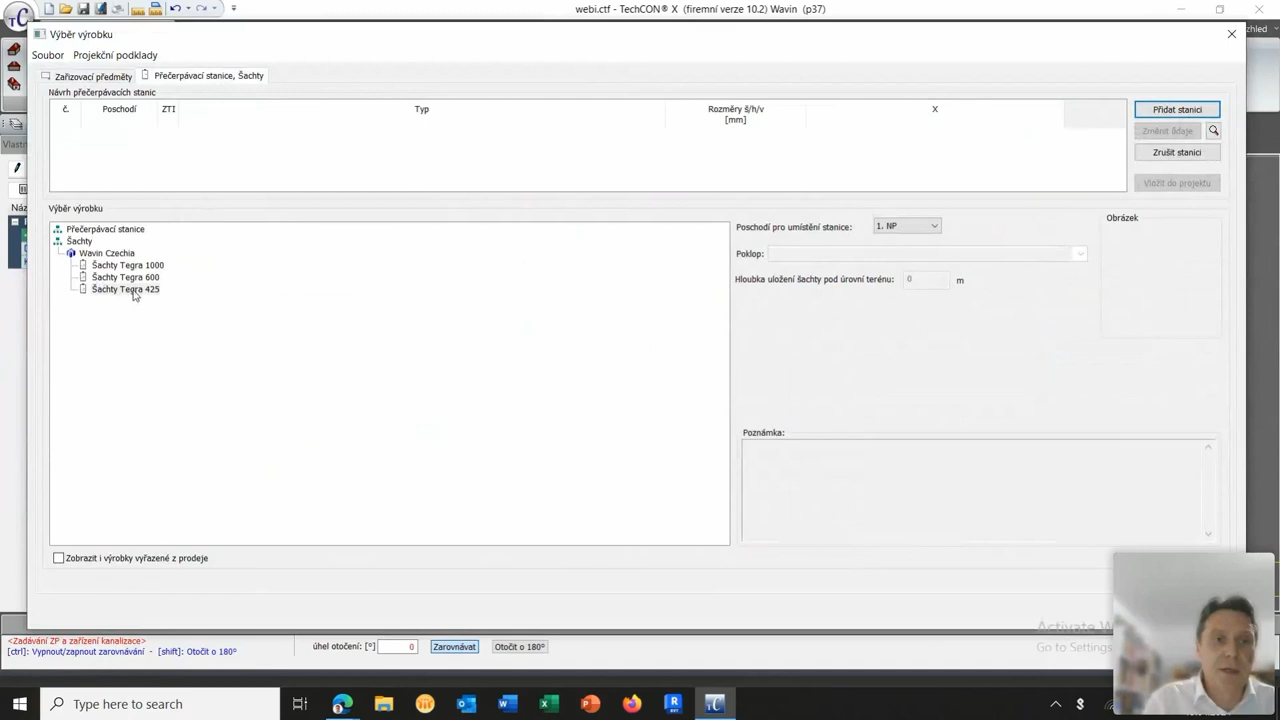 webi.ctf - TechCON® X (firemní verze 10.2) Wavin (p37)
Výběr výrobku
Soubor Projekční podklady
Zařizovací předměty Přečerpávací stanice, Šachty
Návrh přečerpávacích stanic
č. Poschodí ZTI Typ Rozměry š/h/v [mm] X
Přidat stanici
Změnit údaje
Zrušit stanici
Vložit do projektu
Výběr výrobku
Přečerpávací stanice
Šachty
Wavin Czechia
Šachty Tegra 1000
Šachty Tegra 600
Šachty Tegra 425
Poschodí pro umístění stanice: 1. NP
Poklop:
Hloubka uložení šachty pod úrovní terénu: 0 m
Obrázek
Poznámka:
Zobrazit i výrobky vyřazené z prodeje
<Zadávání ZP a zařízení kanalizace>
[ctrl]: Vypnout/zapnout zarovnávání - [shift]: Otočit o 180°
úhel otočení: [°] 0 Zarovnávat Otočit o 180°
Go to Settings
Type here to search